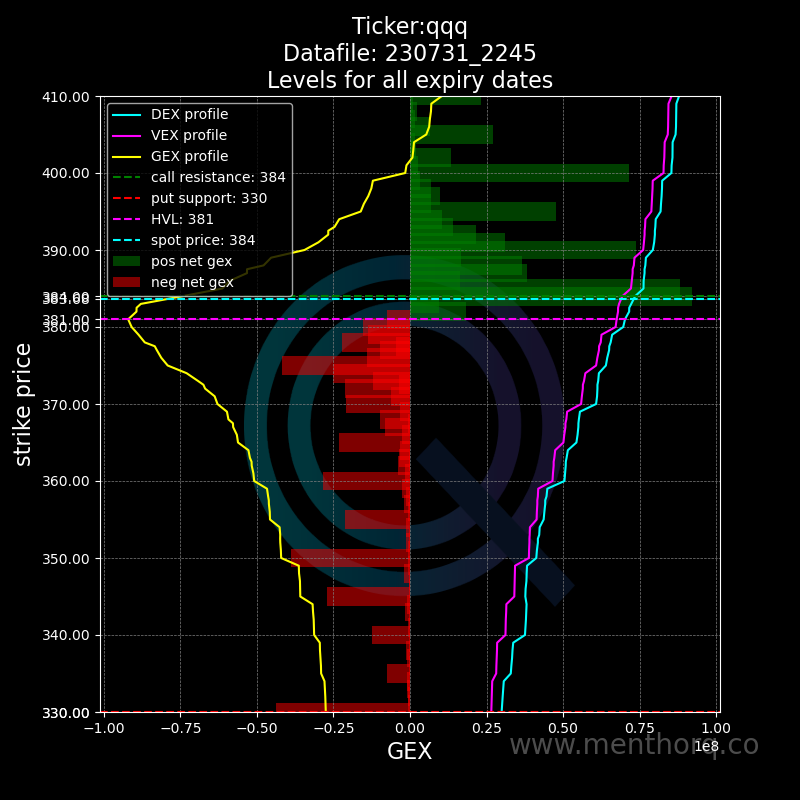 Ticker:qqq
Datafile: 230731_2245
Levels for all expiry dates
DEX profile
VEX profile
GEX profile
call resistance: 384
put support: 330
HVL: 381
spot price: 384
pos net gex
neg net gex
strike price
410.00
400.00
390.00
384.00
381.00
380.00
370.00
360.00
350.00
340.00
330.00
−1.00 −0.75 −0.50 −0.25 0.00 0.25 0.50 0.75 1.00
1e8
GEX
www.menthorq.co